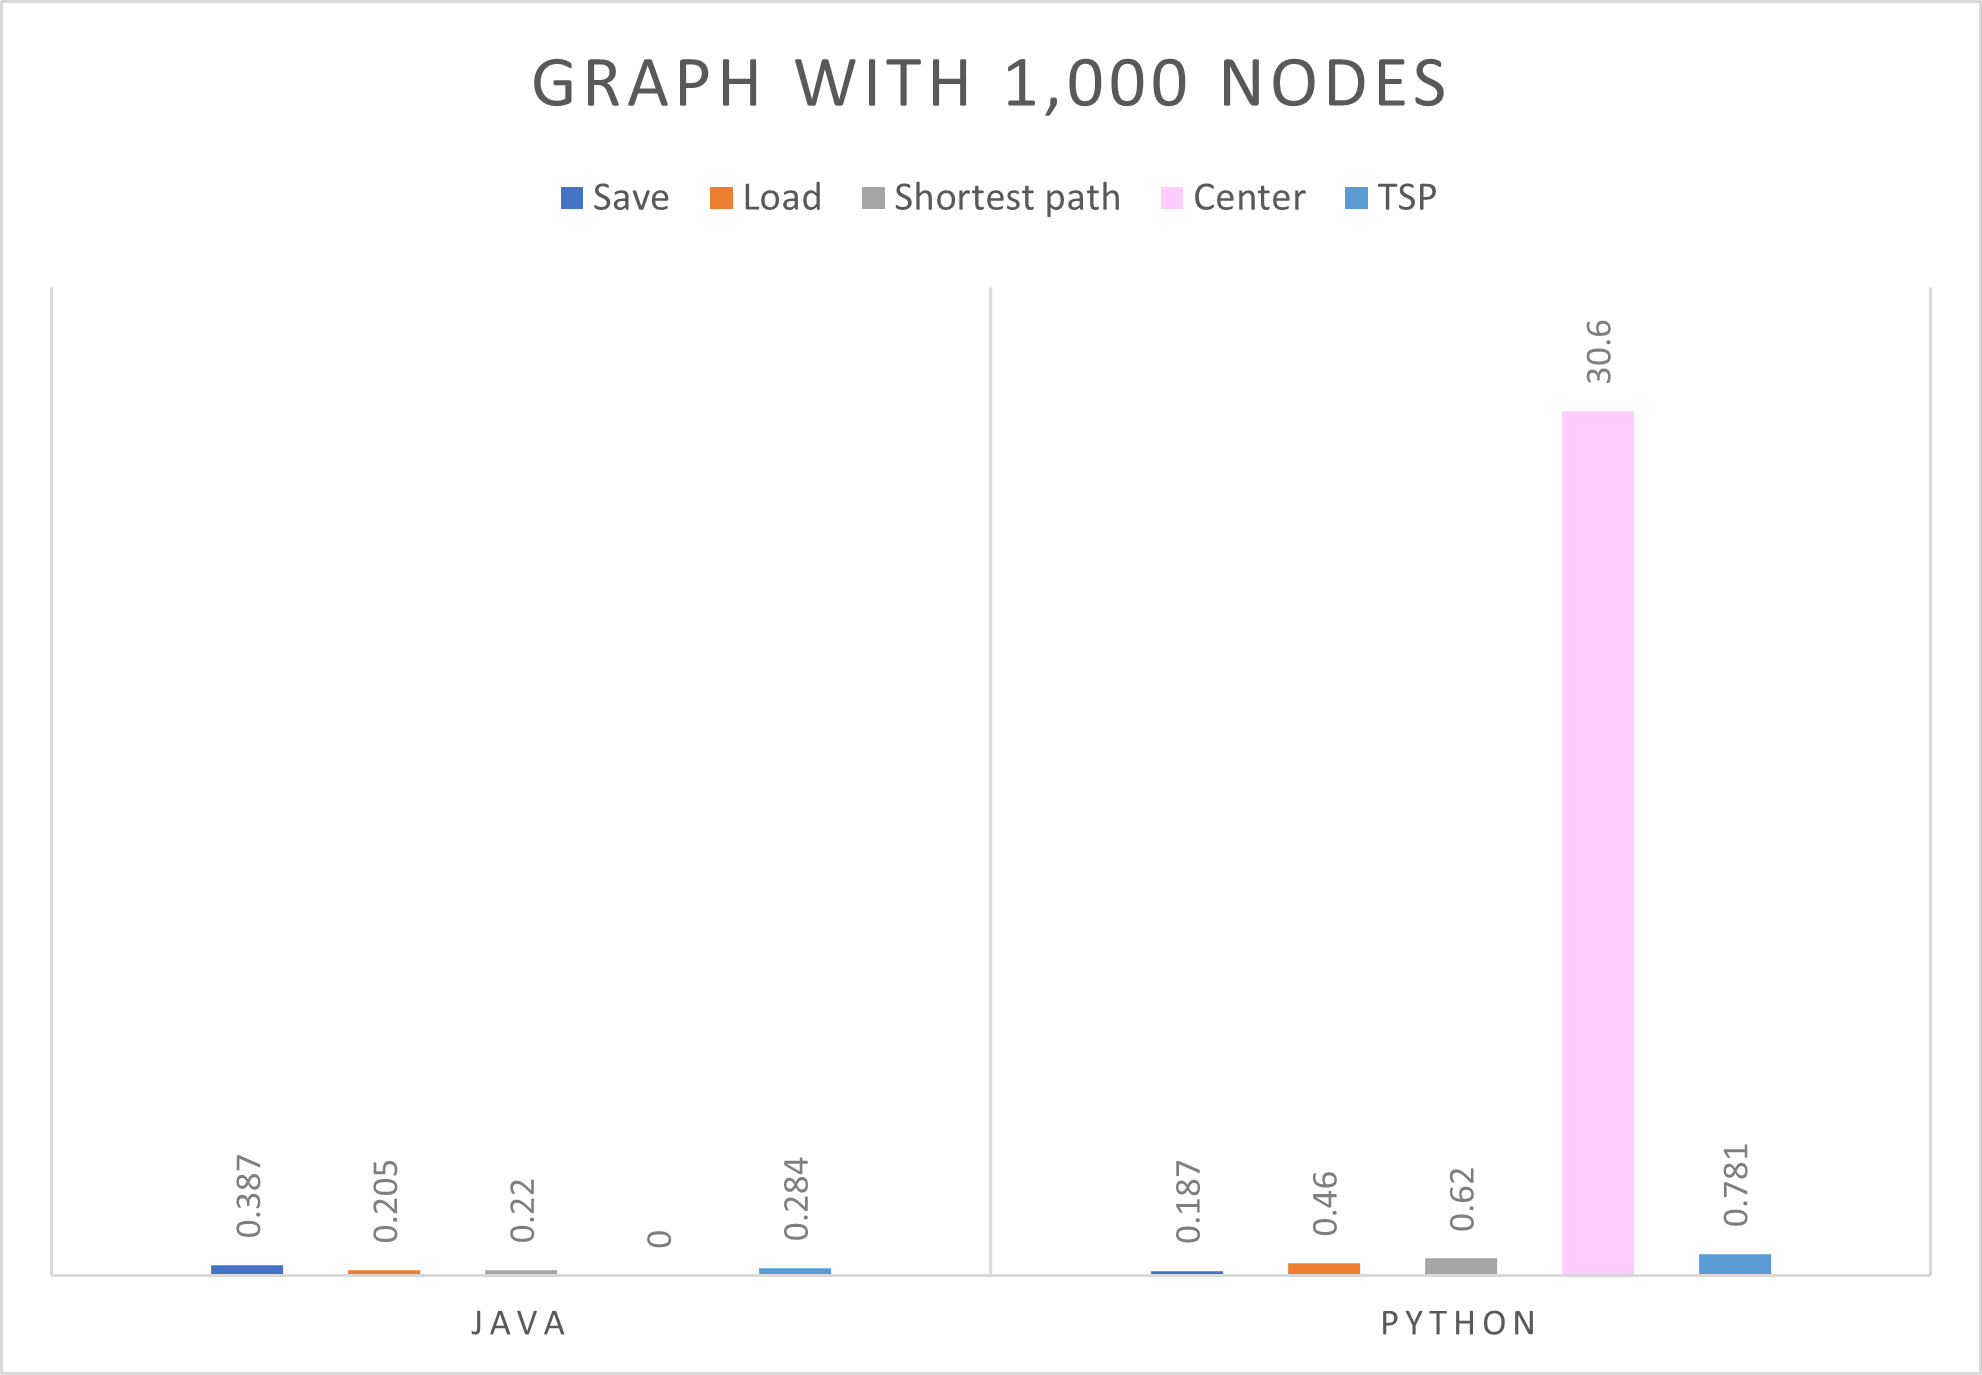 GRAPH WITH 1,000 NODES
Save Load Shortest path Center TSP
0.387 0.205 0.22 0 0.284 0.187 0.46 0.62 30.6 0.781
JAVA PYTHON